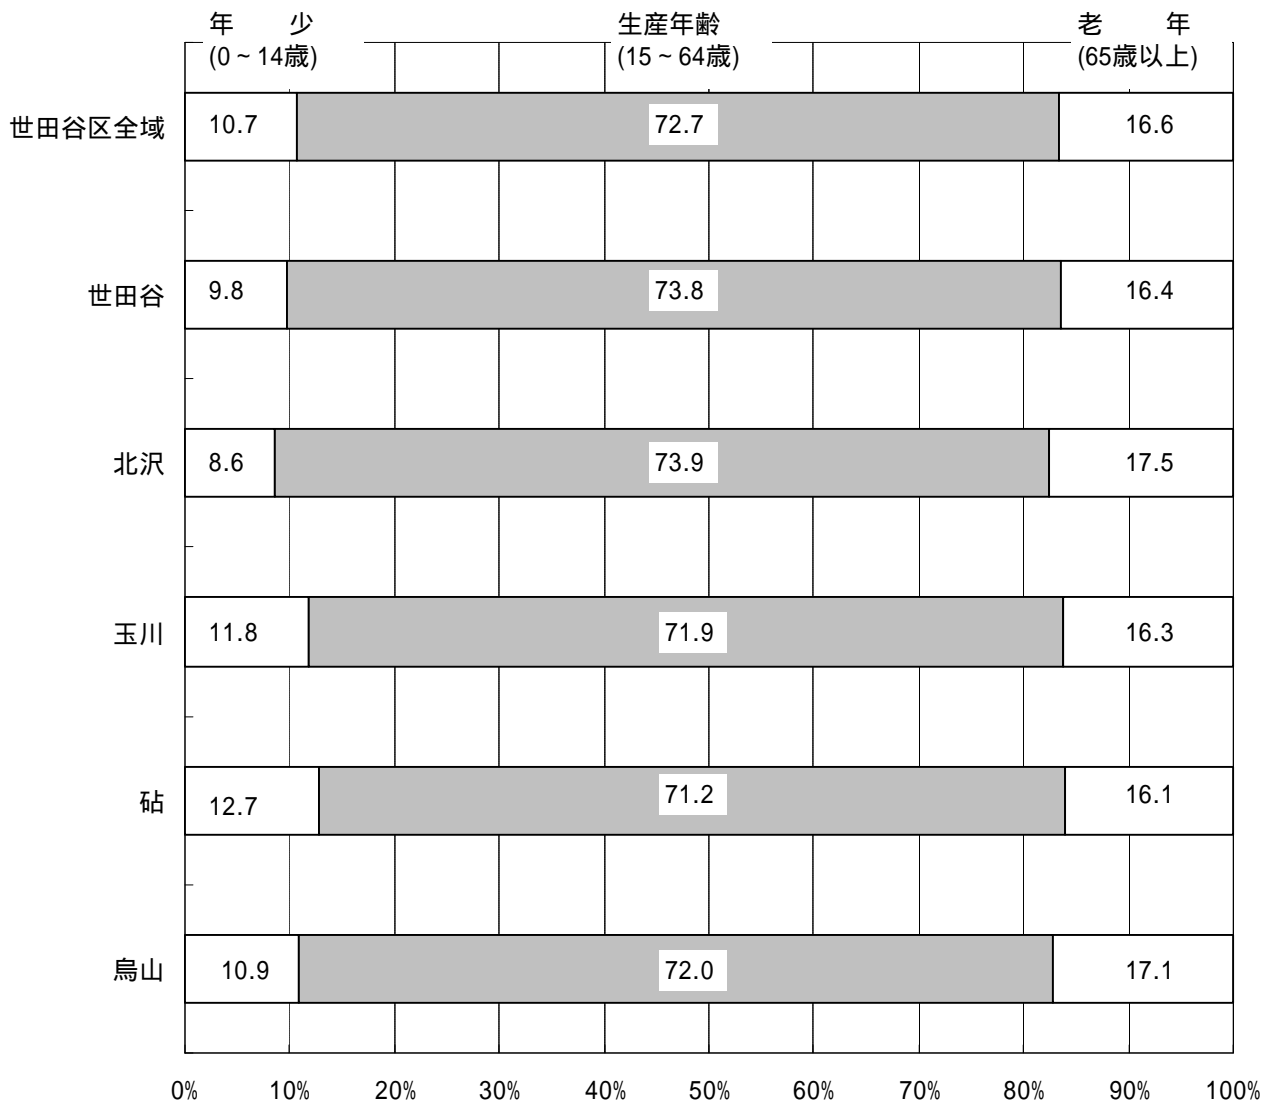 年 少 生産年齢 老 年
(0~14歳) (15~64歳) (65歳以上)
世田谷区全域 10.7 72.7 16.6
世田谷 9.8 73.8 16.4
北沢 8.6 73.9 17.5
玉川 11.8 71.9 16.3
砧 12.7 71.2 16.1
烏山 10.9 72.0 17.1
0% 10% 20% 30% 40% 50% 60% 70% 80% 90% 100%